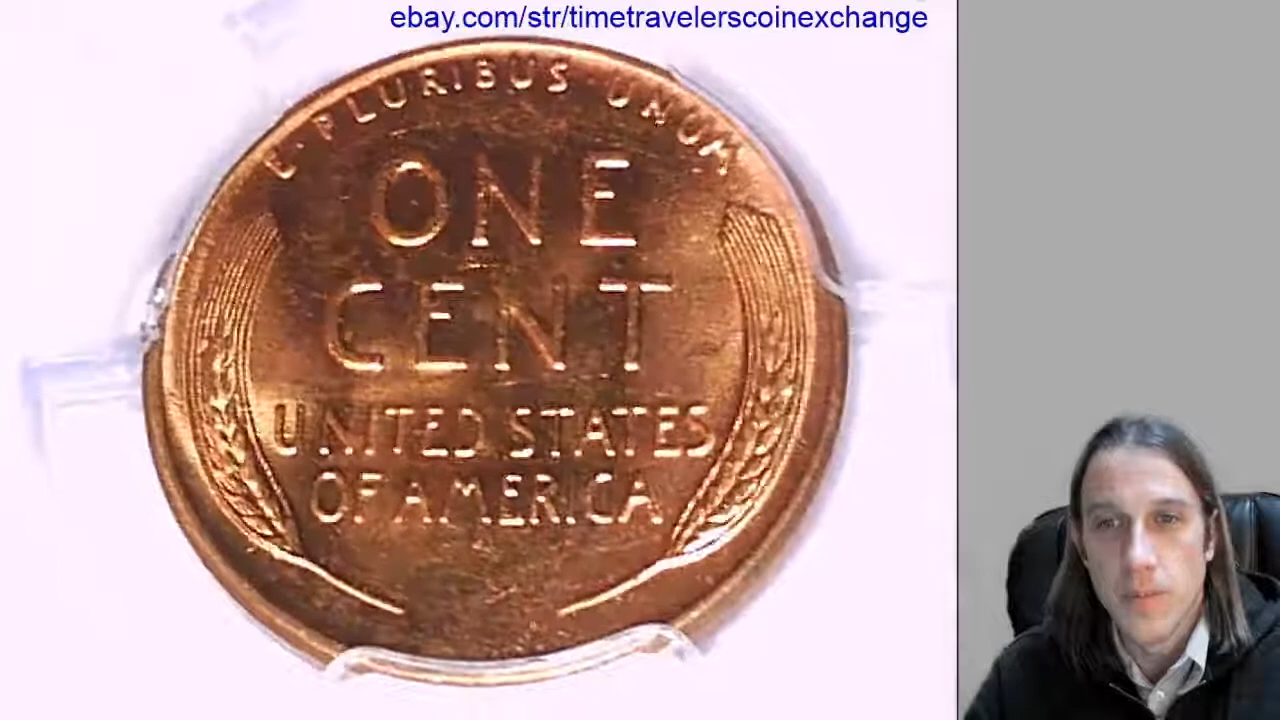 ebay.com/str/timetravelerscoinexchange
E·PLURIBUS·UNUM
ONE
CENT
UNITED STATES
OF AMERICA